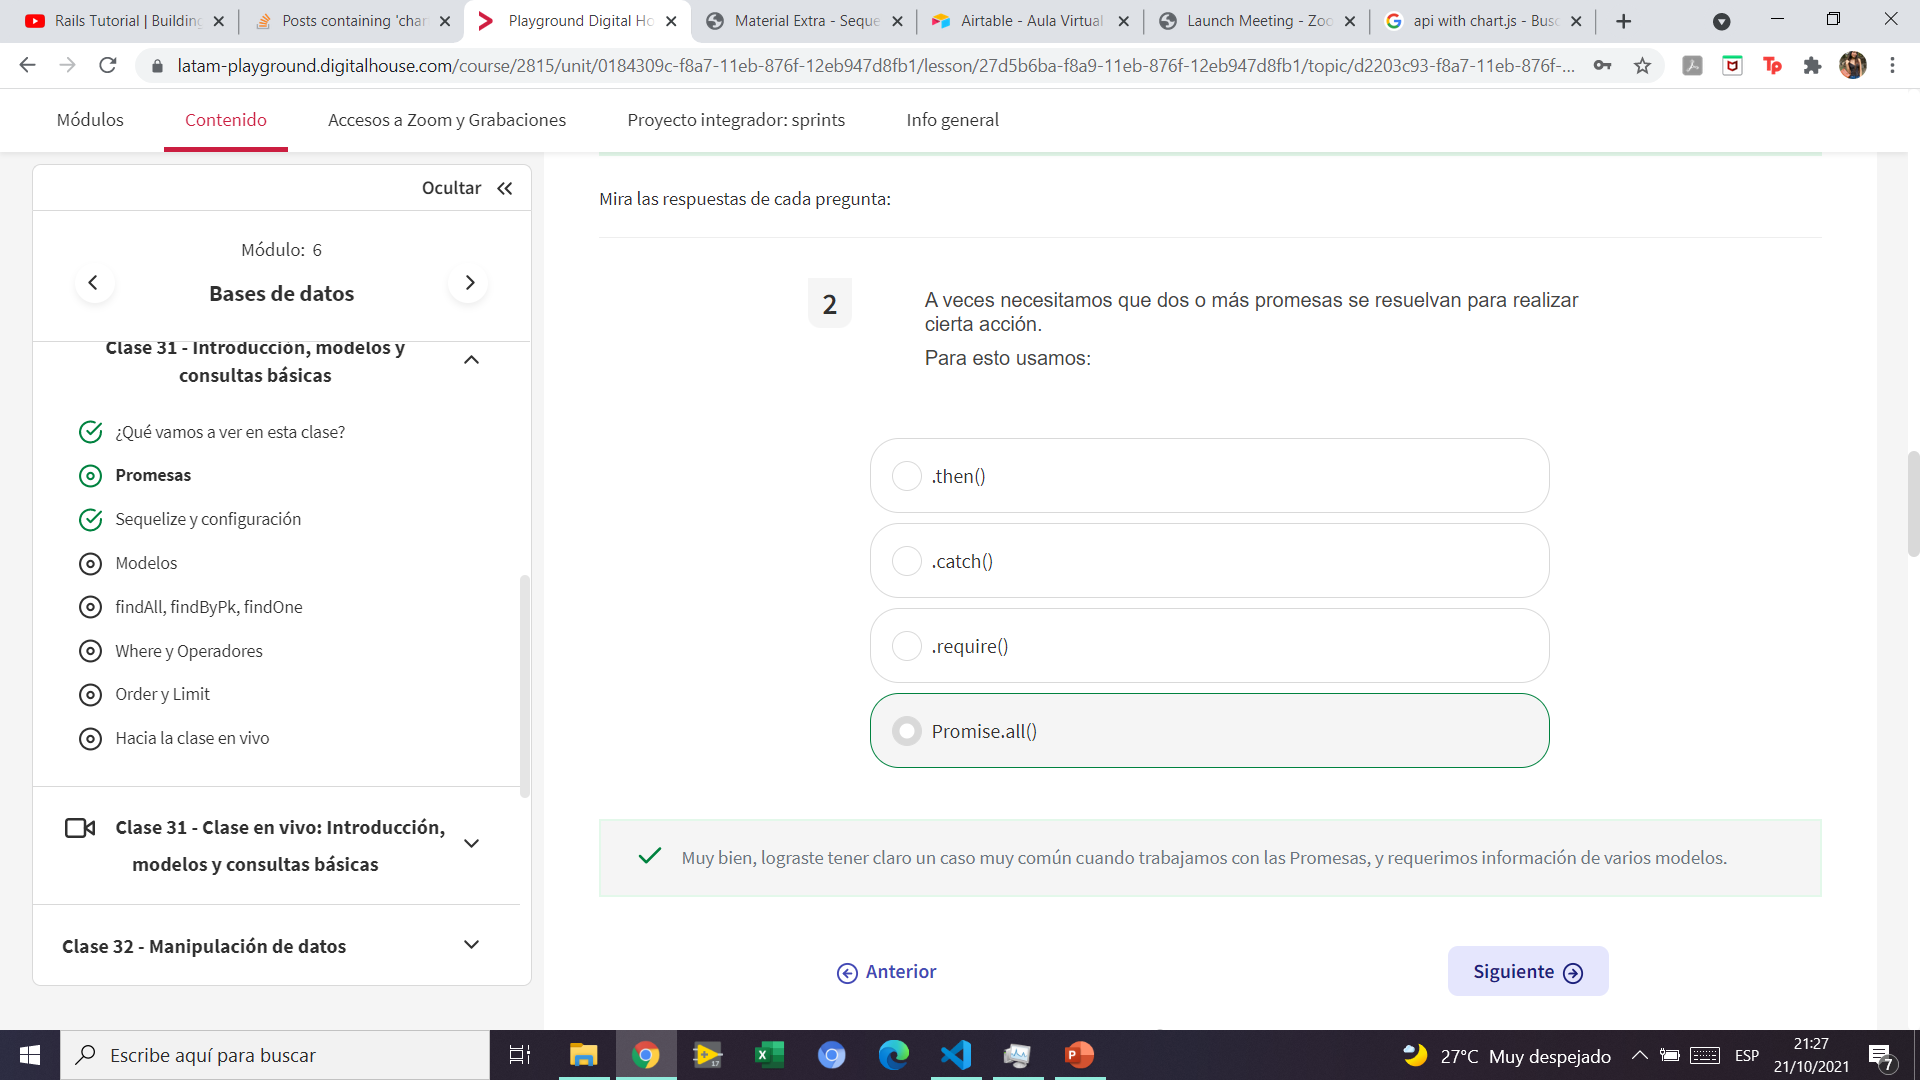 Rails Tutorial | Building
Posts containing 'char
Playground Digital Ho
Material Extra - Seque
Airtable - Aula Virtual
Launch Meeting - Zoo
api with chart.js - Busc
latam-playground.digitalhouse.com/course/2815/unit/0184309c-f8a7-11eb-876f-12eb947d8fb1/lesson/27d5b6ba-f8a9-11eb-876f-12eb947d8fb1/topic/d2203c93-f8a7-11eb-876f-...
Tp
Módulos
Contenido
Accesos a Zoom y Grabaciones
Proyecto integrador: sprints
Info general
Ocultar
Módulo: 6
Bases de datos
Clase 31 - Introducción, modelos y
consultas básicas
¿Qué vamos a ver en esta clase?
Promesas
Sequelize y configuración
Modelos
findAll, findByPk, findOne
Where y Operadores
Order y Limit
Hacia la clase en vivo
Clase 31 - Clase en vivo: Introducción,
modelos y consultas básicas
Clase 32 - Manipulación de datos
Mira las respuestas de cada pregunta:
2
A veces necesitamos que dos o más promesas se resuelvan para realizar
cierta acción.
Para esto usamos:
.then()
.catch()
.require()
Promise.all()
Muy bien, lograste tener claro un caso muy común cuando trabajamos con las Promesas, y requerimos información de varios modelos.
Anterior
Siguiente
Escribe aquí para buscar
27°C Muy despejado
ESP
21:27
21/10/2021
7